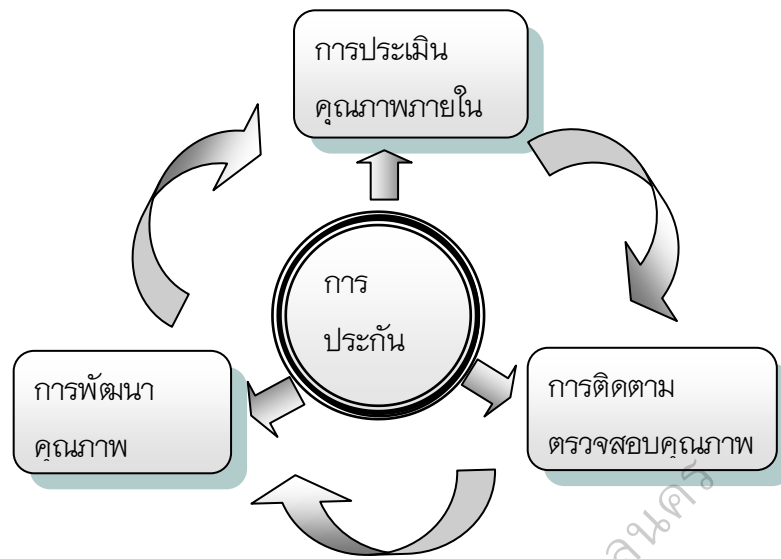 การประเมิน
คุณภาพภายใน
การ
ประกัน
การพัฒนา
คุณภาพ
การติดตาม
ตรวจสอบคุณภาพ